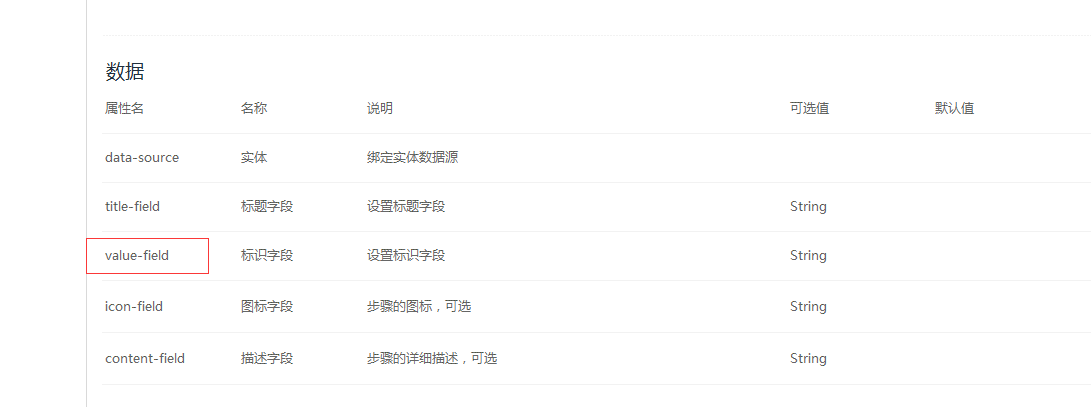 数据
属性名 名称 说明 可选值 默认值
data-source 实体 绑定实体数据源
title-field 标题字段 设置标题字段 String
value-field 标识字段 设置标识字段 String
icon-field 图标字段 步骤的图标，可选 String
content-field 描述字段 步骤的详细描述，可选 String